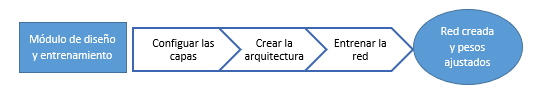 Módulo de diseño
y entrenamiento
Configuar las
capas
Crear la
arquitectura
Entrenar la
red
Red creada
y pesos
ajustados